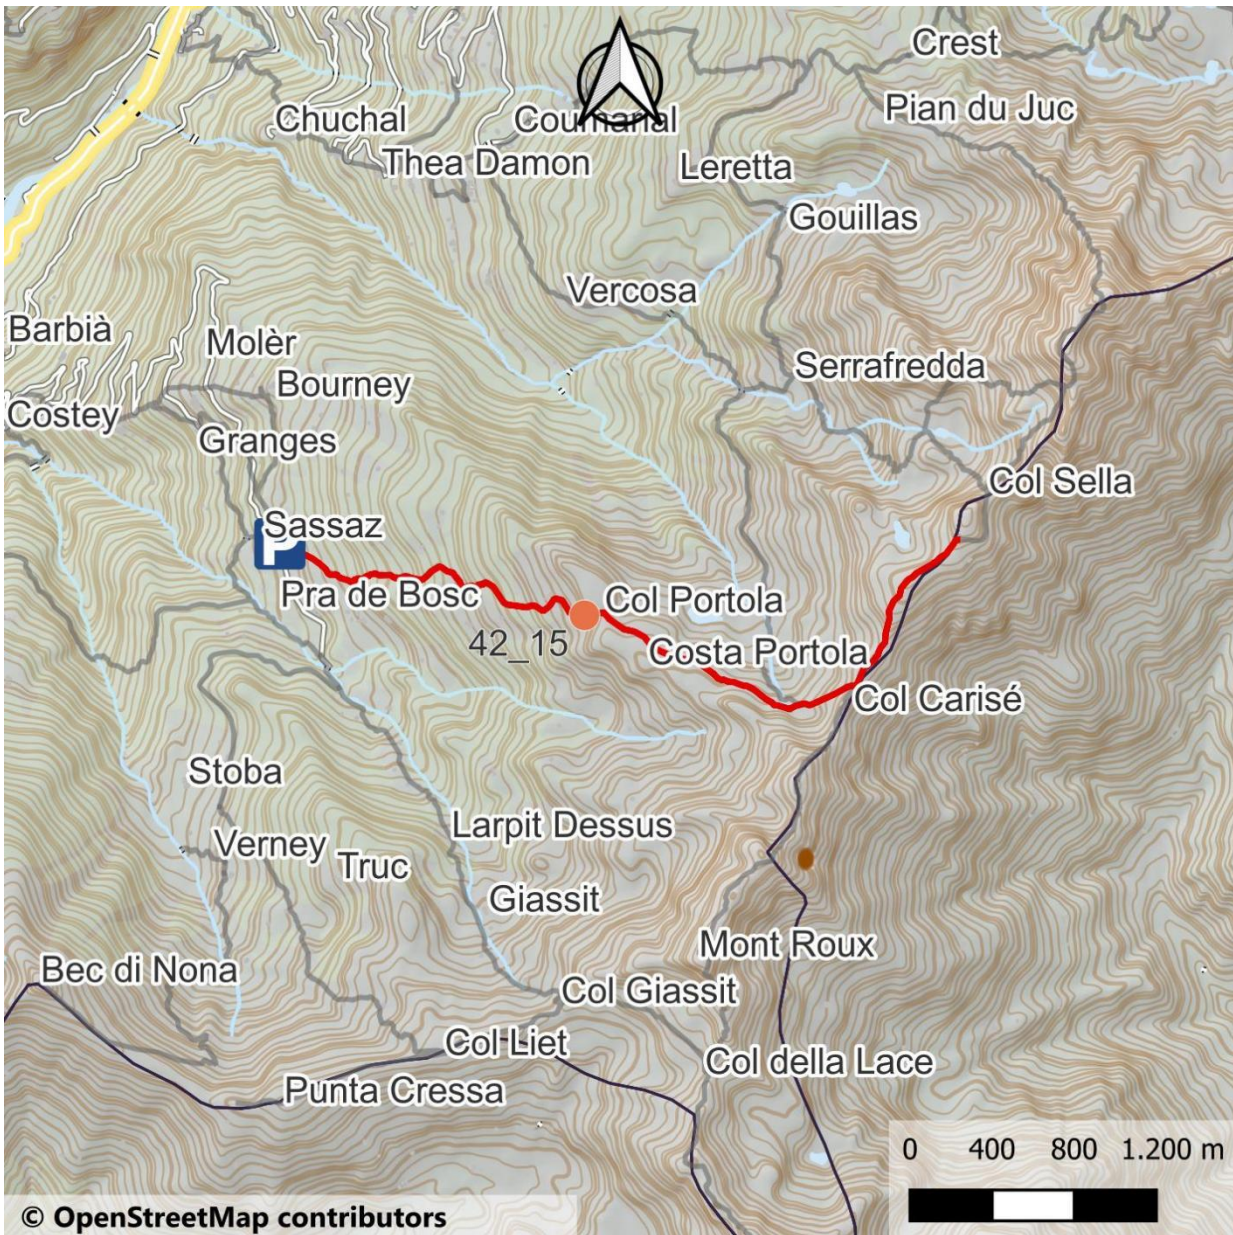 Crest
Pian du Juc
Chuchal
Coumarial
Thea Damon
Leretta
Gouillas
Vercosa
Barbià
Molèr
Serrafredda
Bourney
Costey
Granges
Col Sella
Sassaz
P
Pra de Bosc
Col Portola
42_15
Costa Portola
Col Carisé
Stoba
Larpit Dessus
Verney
Truc
Giassit
Mont Roux
Bec di Nona
Col Giassit
Col Liet
Col della Lace
Punta Cressa
0 400 800 1.200 m
© OpenStreetMap contributors